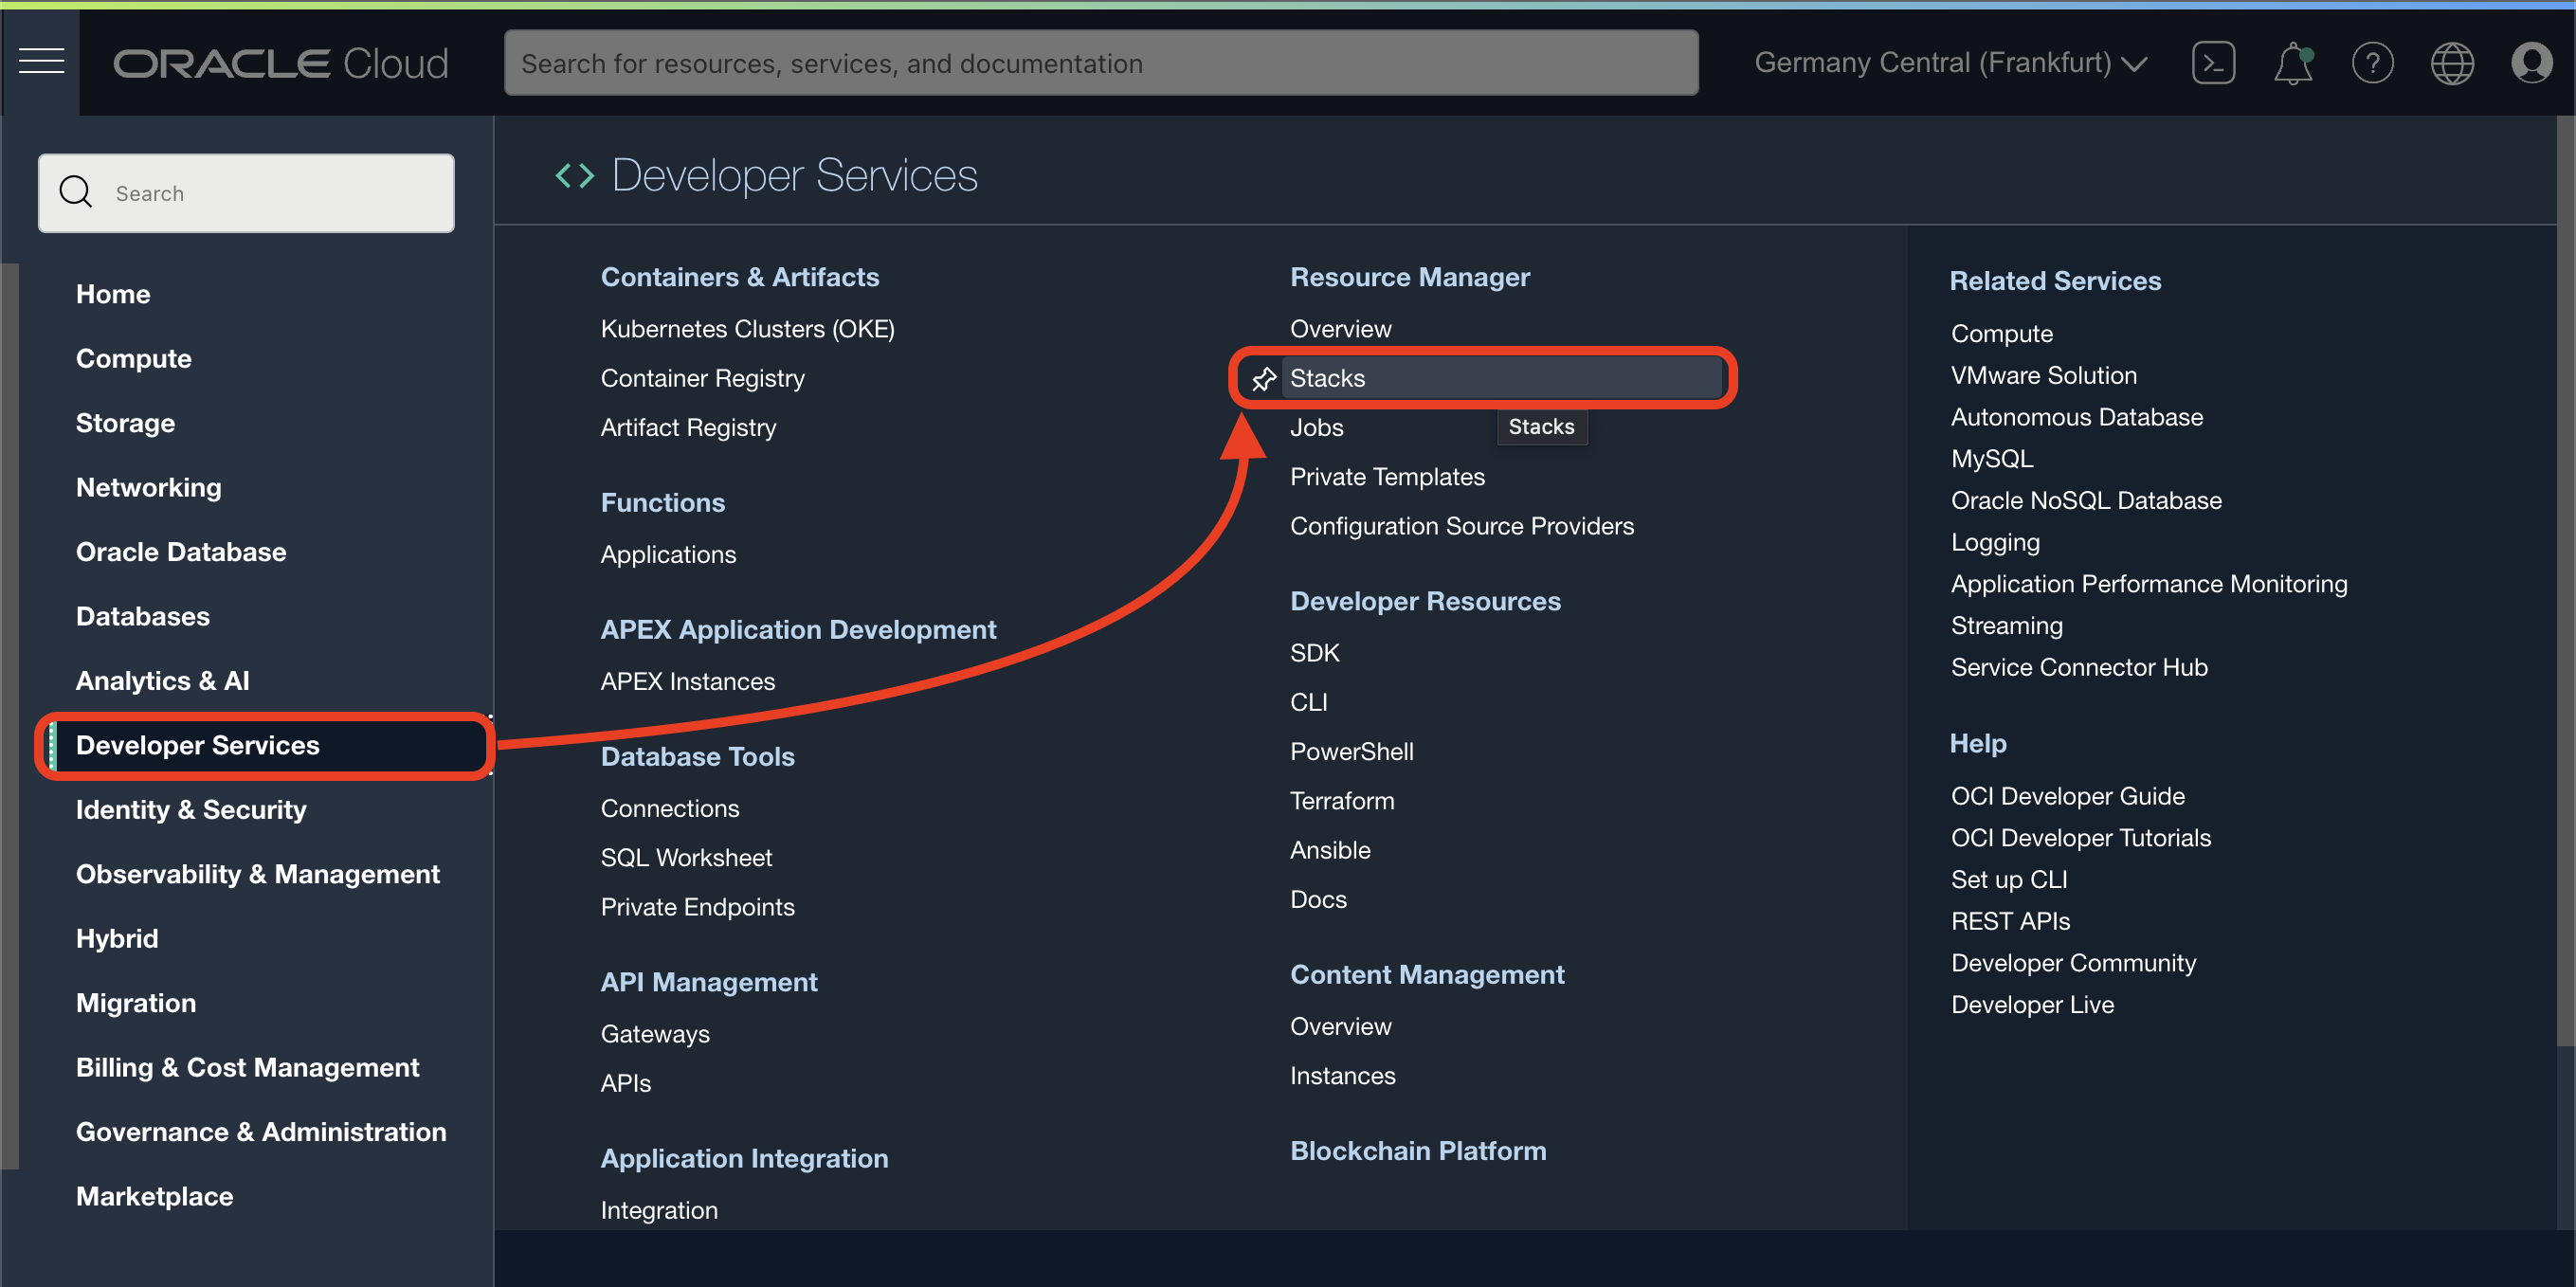 ORACLE Cloud
Search for resources, services, and documentation
Germany Central (Frankfurt)
Search
Home
Compute
Storage
Networking
Oracle Database
Databases
Analytics & AI
Developer Services
Identity & Security
Observability & Management
Hybrid
Migration
Billing & Cost Management
Governance & Administration
Marketplace
Developer Services
Containers & Artifacts
Kubernetes Clusters (OKE)
Container Registry
Artifact Registry
Functions
Applications
APEX Application Development
APEX Instances
Database Tools
Connections
SQL Worksheet
Private Endpoints
API Management
Gateways
APIs
Application Integration
Integration
Resource Manager
Overview
Stacks
Stacks
Jobs
Private Templates
Configuration Source Providers
Developer Resources
SDK
CLI
PowerShell
Terraform
Ansible
Docs
Content Management
Overview
Instances
Blockchain Platform
Related Services
Compute
VMware Solution
Autonomous Database
MySQL
Oracle NoSQL Database
Logging
Application Performance Monitoring
Streaming
Service Connector Hub
Help
OCI Developer Guide
OCI Developer Tutorials
Set up CLI
REST APIs
Developer Community
Developer Live